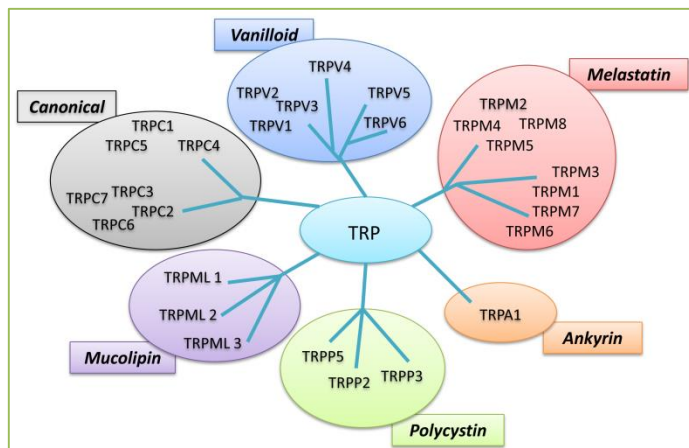 Vanilloid
TRPV4
TRPV2
TRPV3
TRPV5
TRPV1
TRPV6
Melastatin
TRPM2
TRPM4
TRPM8
TRPM5
TRPM3
TRPM1
TRPM7
TRPM6
Canonical
TRPC1
TRPC5
TRPC4
TRPC7
TRPC3
TRPC2
TRPC6
TRP
TRPML 1
TRPML 2
TRPML 3
Mucolipin
TRPP5
TRPP2
TRPP3
Polycystin
TRPA1
Ankyrin